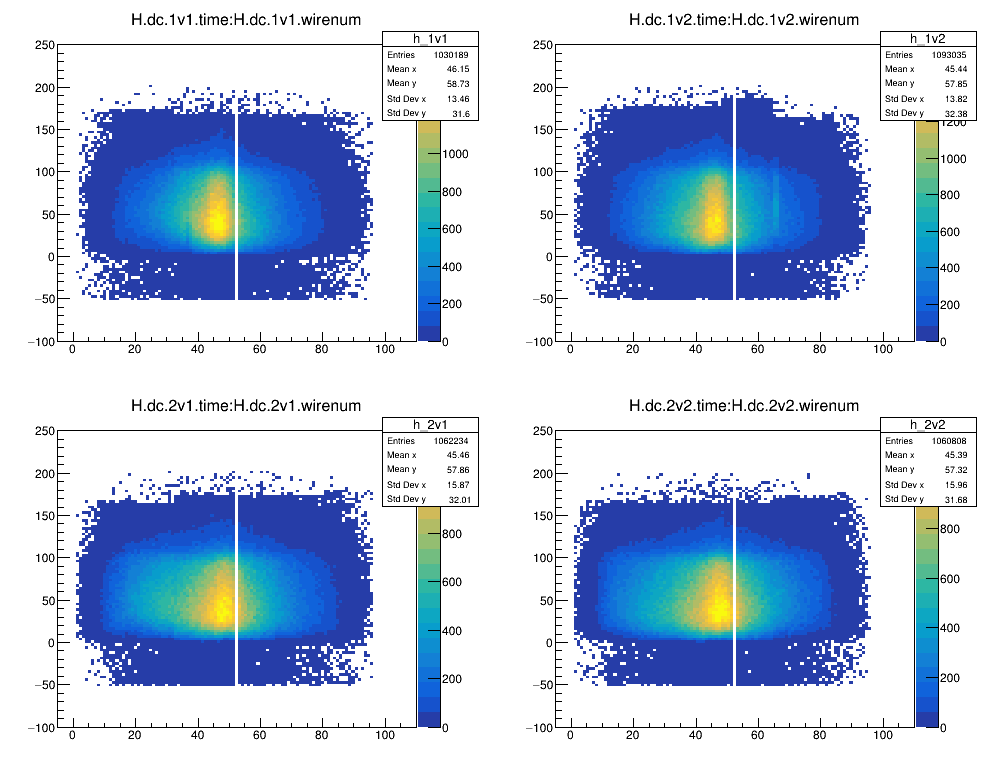 H.dc.1v1.time:H.dc.1v1.wirenum
h_1v1
Entries 1030189
Mean x 46.15
Mean y 58.73
Std Dev x 13.46
Std Dev y 31.6
250
200
150
100
50
0
−50
−100
0 20 40 60 80 100
1000
800
600
400
200
0
H.dc.1v2.time:H.dc.1v2.wirenum
h_1v2
Entries 1093035
Mean x 45.44
Mean y 57.85
Std Dev x 13.82
Std Dev y 32.38
250
200
150
100
50
0
−50
−100
0 20 40 60 80 100
1200
1000
800
600
400
200
0
H.dc.2v1.time:H.dc.2v1.wirenum
h_2v1
Entries 1062234
Mean x 45.46
Mean y 57.86
Std Dev x 15.87
Std Dev y 32.01
250
200
150
100
50
0
−50
−100
0 20 40 60 80 100
800
600
400
200
0
H.dc.2v2.time:H.dc.2v2.wirenum
h_2v2
Entries 1060808
Mean x 45.39
Mean y 57.32
Std Dev x 15.96
Std Dev y 31.68
250
200
150
100
50
0
−50
−100
0 20 40 60 80 100
800
600
400
200
0